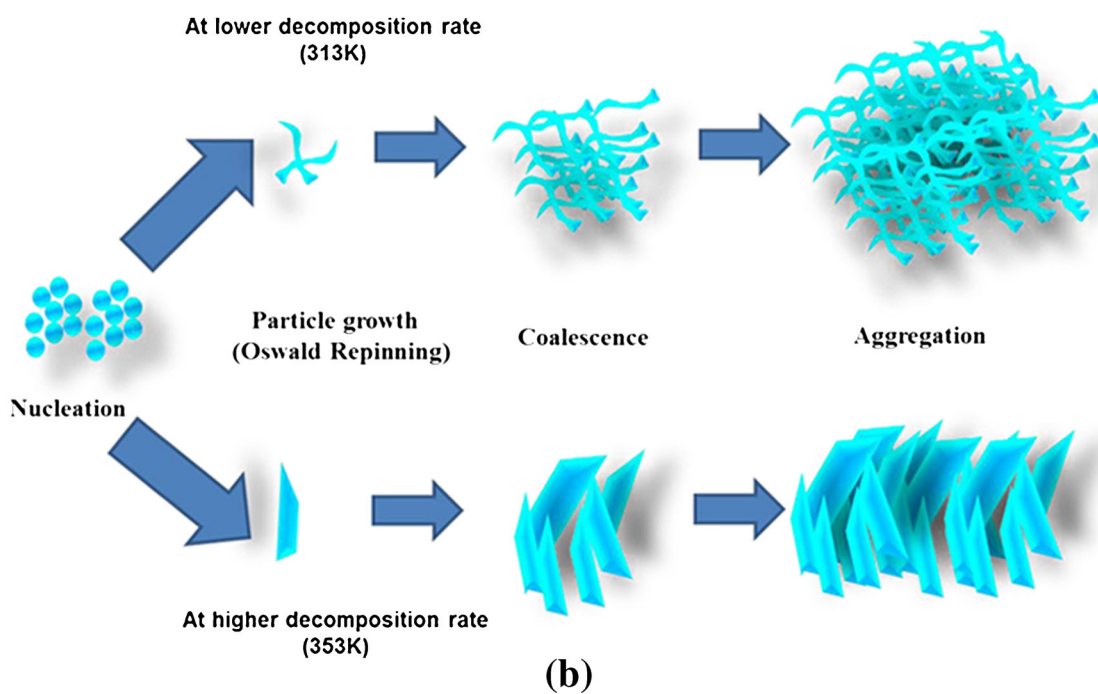 At lower decomposition rate
(313K)
Particle growth
(Oswald Repinning)
Coalescence
Aggregation
Nucleation
At higher decomposition rate
(353K)
(b)